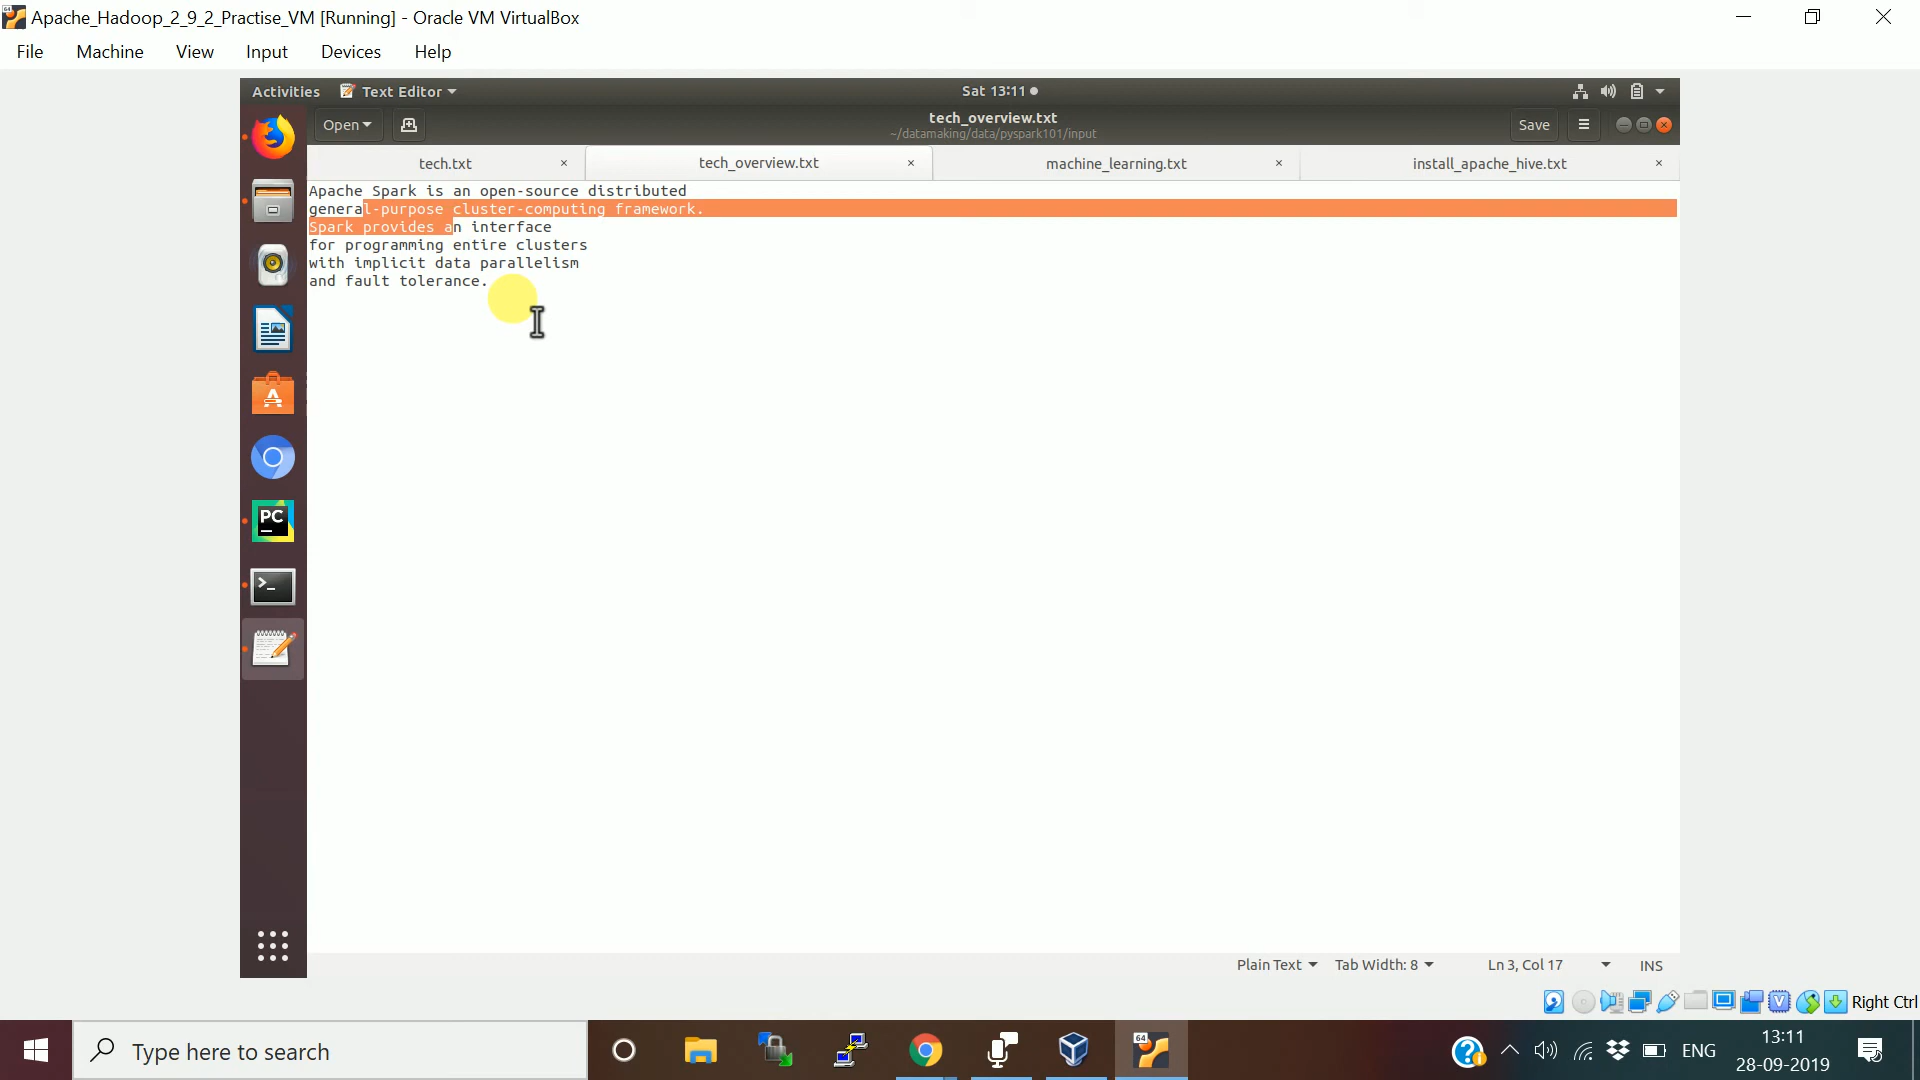 Apache_Hadoop_2_9_2_Practise_VM [Running] - Oracle VM VirtualBox
File Machine View Input Devices Help
Activities Text Editor Sat 13:11
Open tech_overview.txt Save
~/datamaking/data/pyspark101/input
tech.txt tech_overview.txt machine_learning.txt install_apache_hive.txt
Apache Spark is an open-source distributed
general-purpose cluster-computing framework.
Spark provides an interface
for programming entire clusters
with implicit data parallelism
and fault tolerance.
PC
>_
Plain Text Tab Width: 8 Ln 3, Col 17 INS
Right Ctrl
Type here to search
64
ENG
13:11
28-09-2019